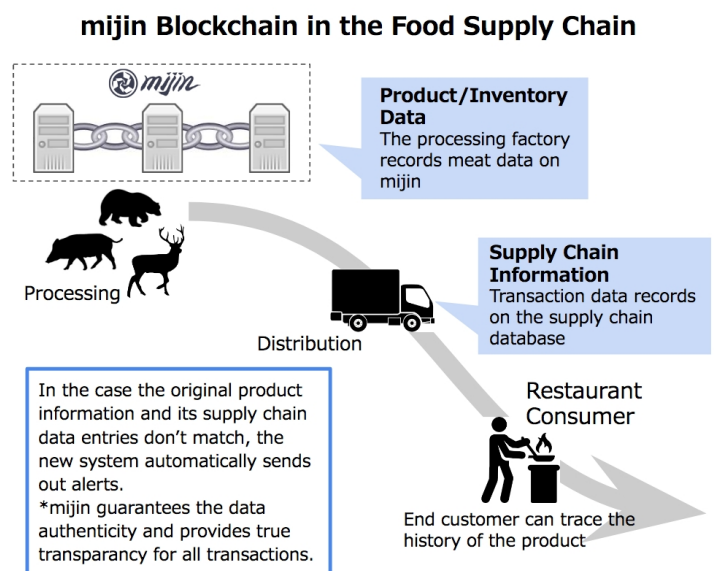 mijin Blockchain in the Food Supply Chain
mijin
Product/Inventory
Data
The processing factory
records meat data on
mijin
Processing
Supply Chain
Information
Transaction data records
on the supply chain
database
Distribution
In the case the original product
information and its supply chain
data entries don’t match, the
new system automatically sends
out alerts.
*mijin guarantees the data
authenticity and provides true
transparancy for all transactions.
Restaurant
Consumer
End customer can trace the
history of the product